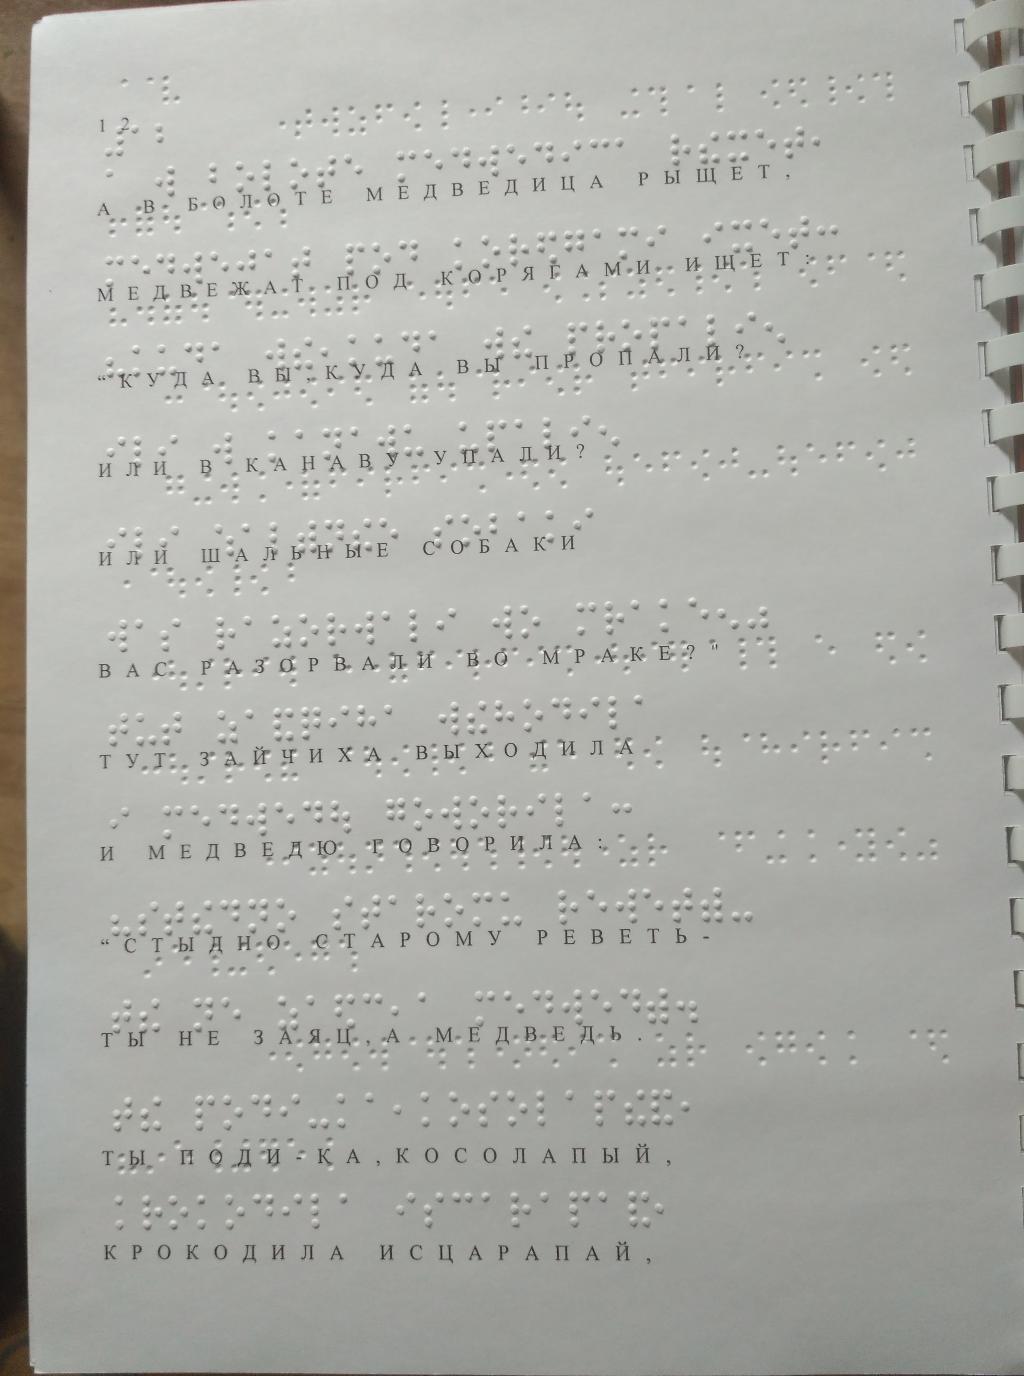 12
А В БОЛОТЕ МЕДВЕДИЦА РЫЩЕТ,
МЕДВЕЖАТ ПОД КОРЯГАМИ ИЩЕТ:
“КУДА ВЫ,КУДА ВЫ ПРОПАЛИ?
ИЛИ В КАНАВУ УПАЛИ?
ИЛИ ШАЛЬНЫЕ СОБАКИ
ВАС РАЗОРВАЛИ ВО МРАКЕ?"
ТУТ ЗАЙЧИХА ВЫХОДИЛА
И МЕДВЕДЮ ГОВОРИЛА:
“СТЫДНО СТАРОМУ РЕВЕТЬ-
ТЫ НЕ ЗАЯЦ,А МЕДВЕДЬ.
ТЫ ПОДИ-КА,КОСОЛАПЫЙ,
КРОКОДИЛА ИСЦАРАПАЙ,